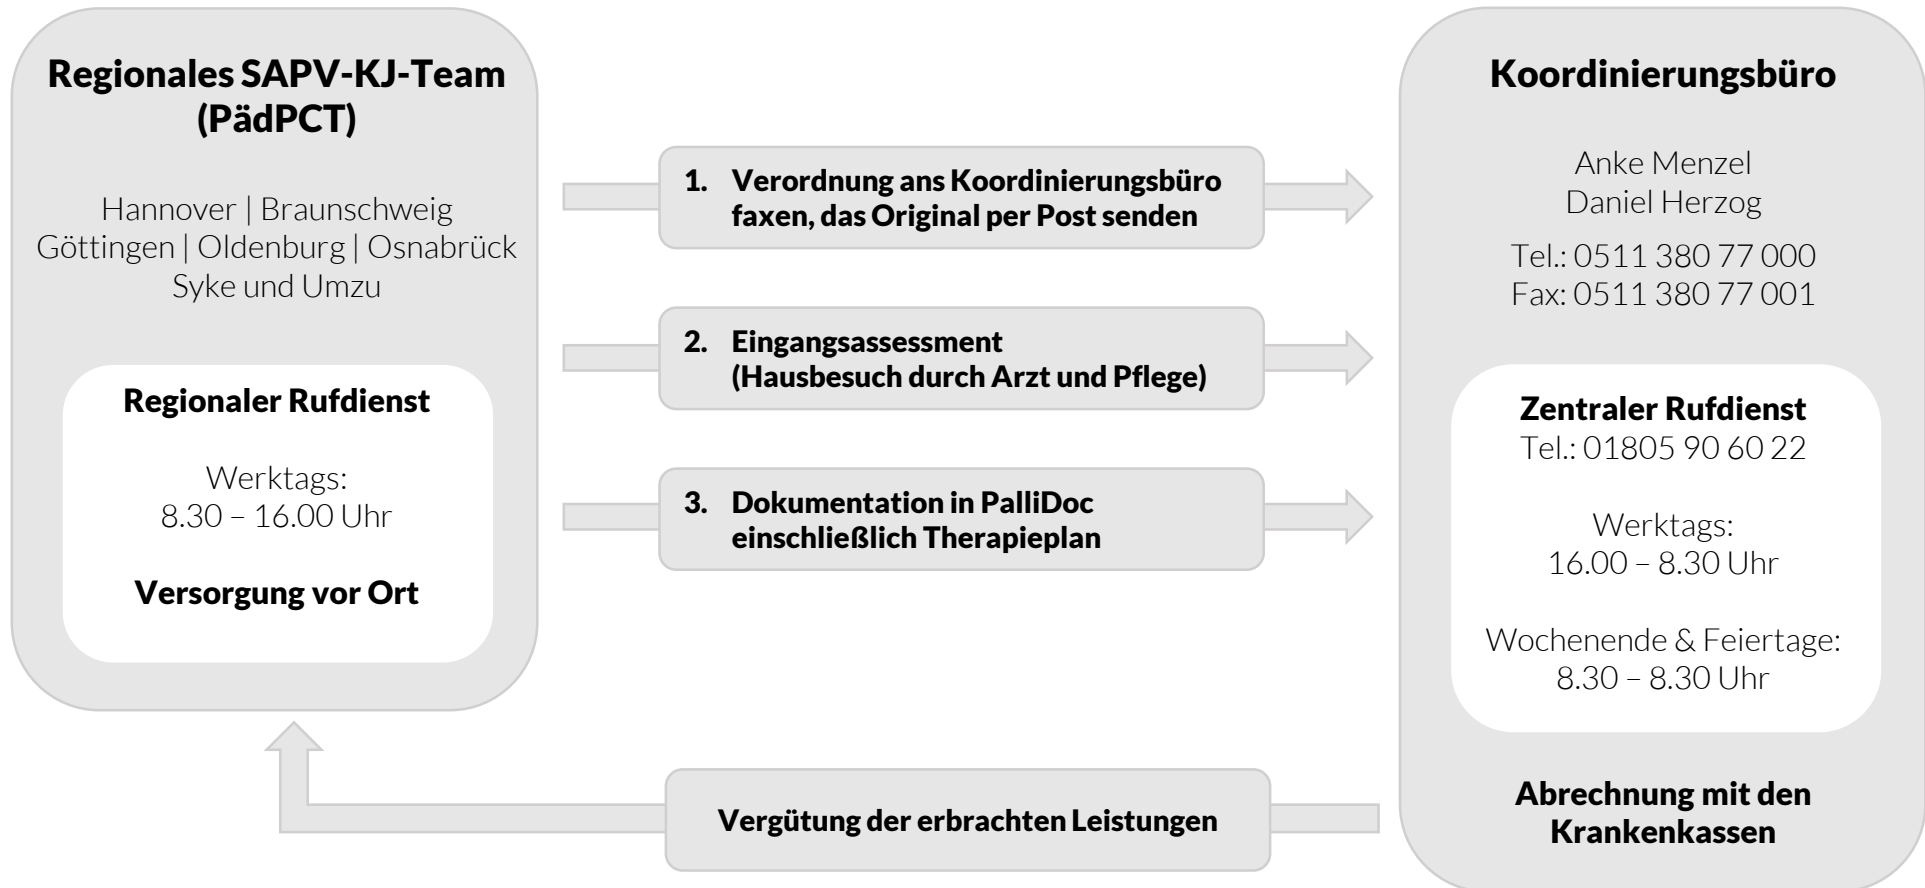 Regionales SAPV-KJ-Team
(PädPCT)
Hannover | Braunschweig
Göttingen | Oldenburg | Osnabrück
Syke und Umzu
Regionaler Rufdienst
Werktags:
8.30 – 16.00 Uhr
Versorgung vor Ort
1. Verordnung ans Koordinierungsbüro
faxen, das Original per Post senden
2. Eingangsassessment
(Hausbesuch durch Arzt und Pflege)
3. Dokumentation in PalliDoc
einschließlich Therapieplan
Vergütung der erbrachten Leistungen
Koordinierungsbüro
Anke Menzel
Daniel Herzog
Tel.: 0511 380 77 000
Fax: 0511 380 77 001
Zentraler Rufdienst
Tel.: 01805 90 60 22
Werktags:
16.00 – 8.30 Uhr
Wochenende & Feiertage:
8.30 – 8.30 Uhr
Abrechnung mit den
Krankenkassen